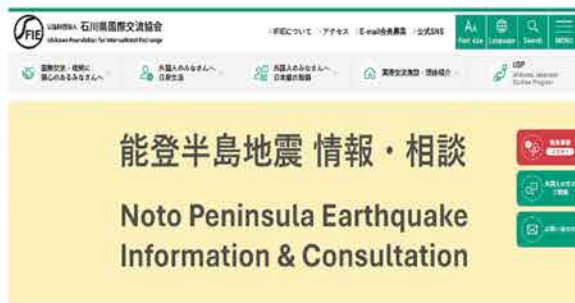 IFIE
公益財団法人 石川県国際交流協会
Ishikawa Foundation for International Exchange
IFIEについて アクセス E-mail会員募集 公式SNS
Font size Language Search MENU
国際交流・理解に
関心のあるみなさんへ
外国人のみなさんへ
日常生活
外国人のみなさんへ
日本語の勉強
国際交流施設・団体紹介
IJSP
Ishikawa Japanese
Studies Program
能登半島地震 情報・相談
Noto Peninsula Earthquake
Information & Consultation